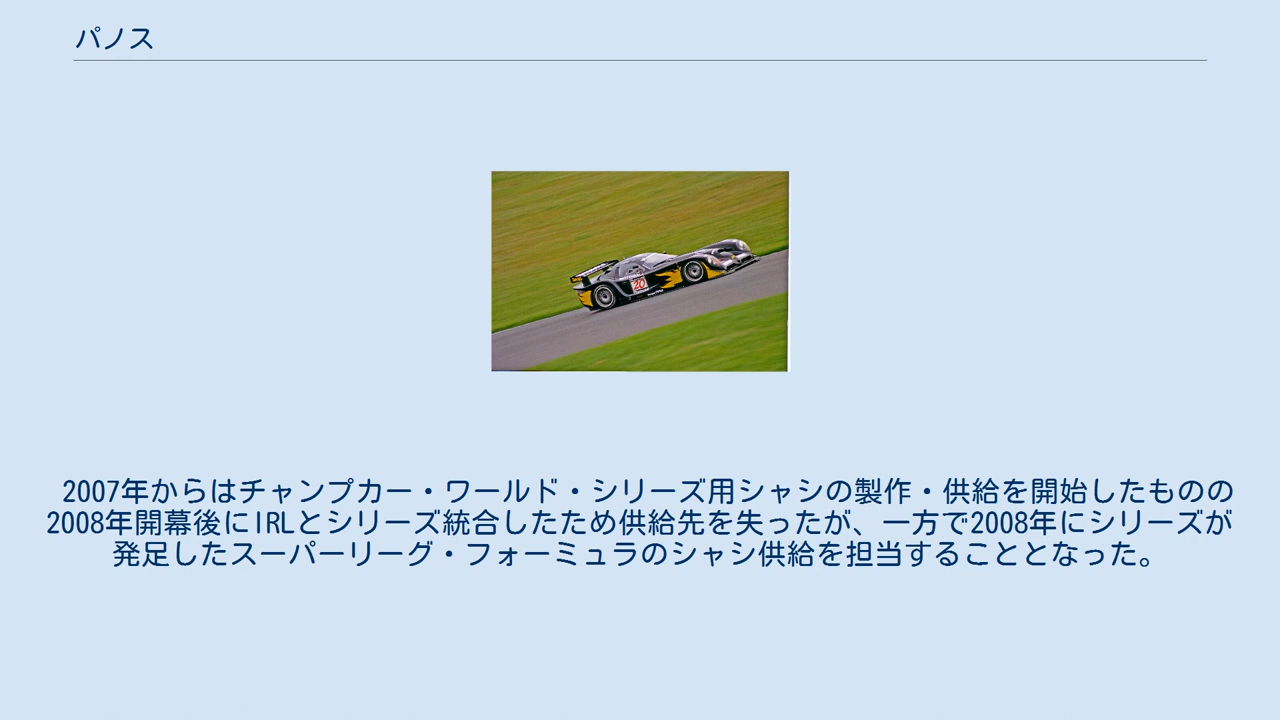 パノス
20
2007年からはチャンプカー・ワールド・シリーズ用シャシの製作・供給を開始したものの
2008年開幕後にIRLとシリーズ統合したため供給先を失ったが、一方で2008年にシリーズが
発足したスーパーリーグ・フォーミュラのシャシ供給を担当することとなった。